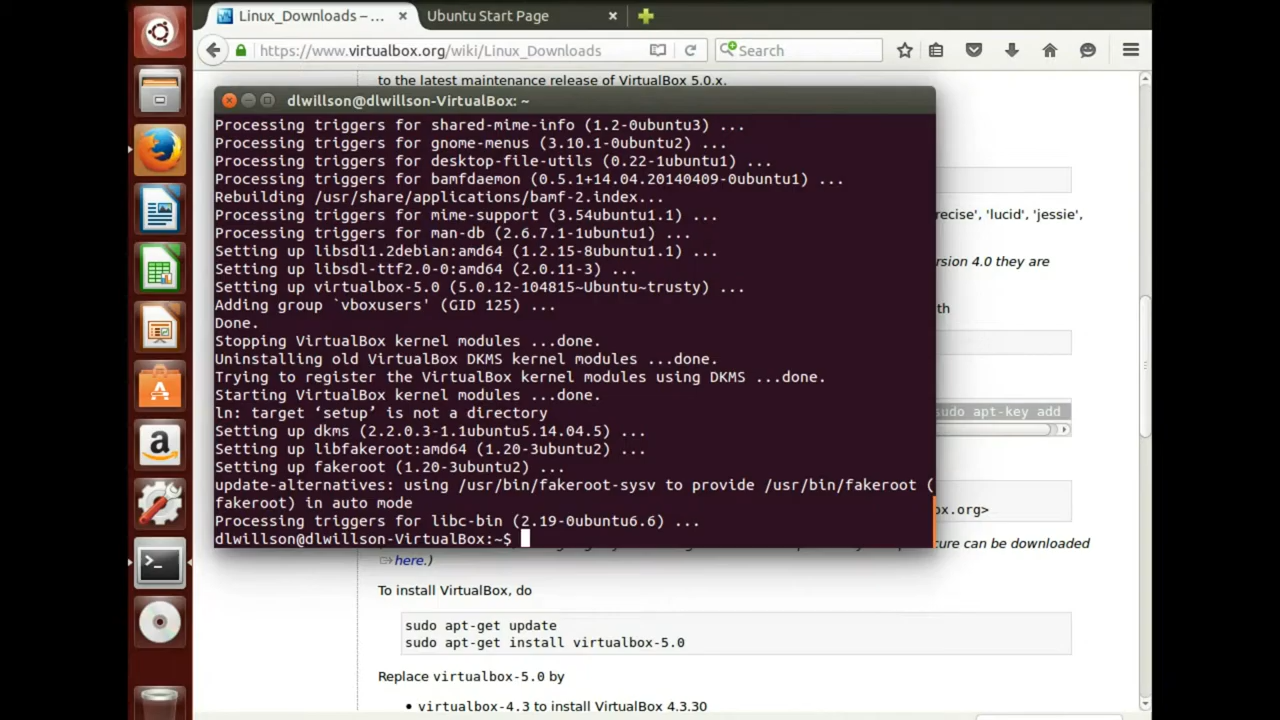 Linux_Downloads – ...
Ubuntu Start Page
https://www.virtualbox.org/wiki/Linux_Downloads
Search
to the latest maintenance release of VirtualBox 5.0.x.
dlwillson@dlwillson-VirtualBox: ~
Processing triggers for shared-mime-info (1.2-0ubuntu3) ...
Processing triggers for gnome-menus (3.10.1-0ubuntu2) ...
Processing triggers for desktop-file-utils (0.22-1ubuntu1) ...
Processing triggers for bamfdaemon (0.5.1+14.04.20140409-0ubuntu1) ...
Rebuilding /usr/share/applications/bamf-2.index...
Processing triggers for mime-support (3.54ubuntu1.1) ...
recise', 'lucid', 'jessie',
Processing triggers for man-db (2.6.7.1-1ubuntu1) ...
Setting up libsdl1.2debian:amd64 (1.2.15-8ubuntu1.1) ...
rsion 4.0 they are
Setting up libsdl-ttf2.0-0:amd64 (2.0.11-3) ...
Setting up virtualbox-5.0 (5.0.12-104815~Ubuntu~trusty) ...
Adding group `vboxusers' (GID 125) ...
th
Done.
Stopping VirtualBox kernel modules ...done.
Uninstalling old VirtualBox DKMS kernel modules ...done.
Trying to register the VirtualBox kernel modules using DKMS ...done.
Starting VirtualBox kernel modules ...done.
ln: target ‘setup’ is not a directory
sudo apt-key add
Setting up dkms (2.2.0.3-1.1ubuntu5.14.04.5) ...
Setting up libfakeroot:amd64 (1.20-3ubuntu2) ...
Setting up fakeroot (1.20-3ubuntu2) ...
update-alternatives: using /usr/bin/fakeroot-sysv to provide /usr/bin/fakeroot (
fakeroot) in auto mode
ox.org>
Processing triggers for libc-bin (2.19-0ubuntu6.6) ...
dlwillson@dlwillson-VirtualBox:~$
ure can be downloaded
here.)
To install VirtualBox, do
sudo apt-get update
sudo apt-get install virtualbox-5.0
Replace virtualbox-5.0 by
• virtualbox-4.3 to install VirtualBox 4.3.30